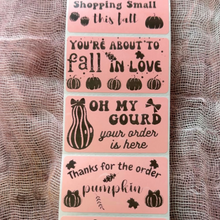 Shopping Small
this fall
YOU'RE ABOUT TO
fall IN LOVE
OH MY
GOURD
your order
is here
Thanks for the order
pumpkin